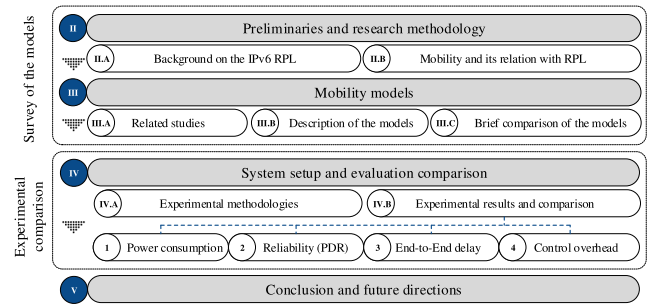 Survey of the models
II Preliminaries and research methodology
II.A Background on the IPv6 RPL
II.B Mobility and its relation with RPL
III Mobility models
III.A Related studies
III.B Description of the models
III.C Brief comparison of the models
Experimental
comparison
IV System setup and evaluation comparison
IV.A Experimental methodologies
IV.B Experimental results and comparison
1 Power consumption
2 Reliability (PDR)
3 End-to-End delay
4 Control overhead
V Conclusion and future directions